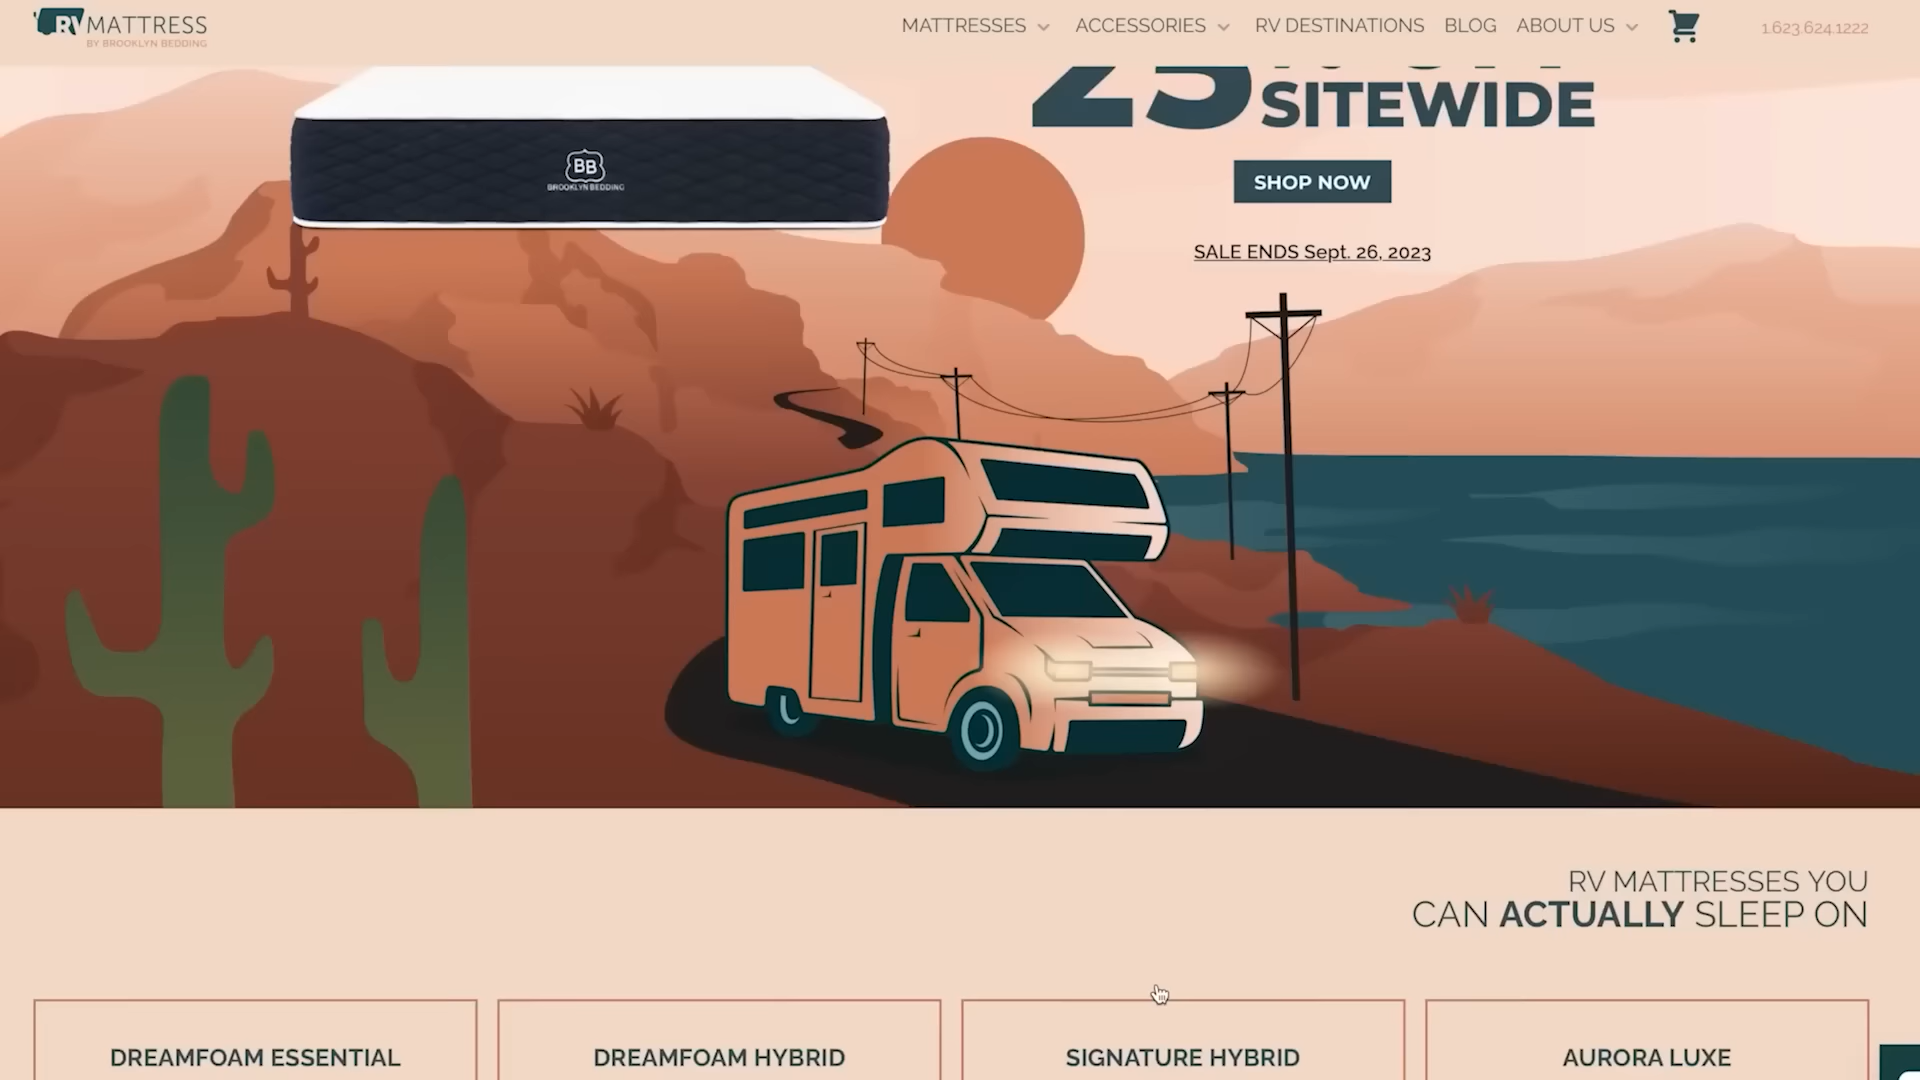 RV MATTRESS
BY BROOKLYN BEDDING
MATTRESSES
ACCESSORIES
RV DESTINATIONS
BLOG
ABOUT US
1.623.624.1222
25
SITEWIDE
SHOP NOW
SALE ENDS Sept. 26, 2023
BB
BROOKLYN BEDDING
RV MATTRESSES YOU
CAN ACTUALLY SLEEP ON
DREAMFOAM ESSENTIAL
DREAMFOAM HYBRID
SIGNATURE HYBRID
AURORA LUXE